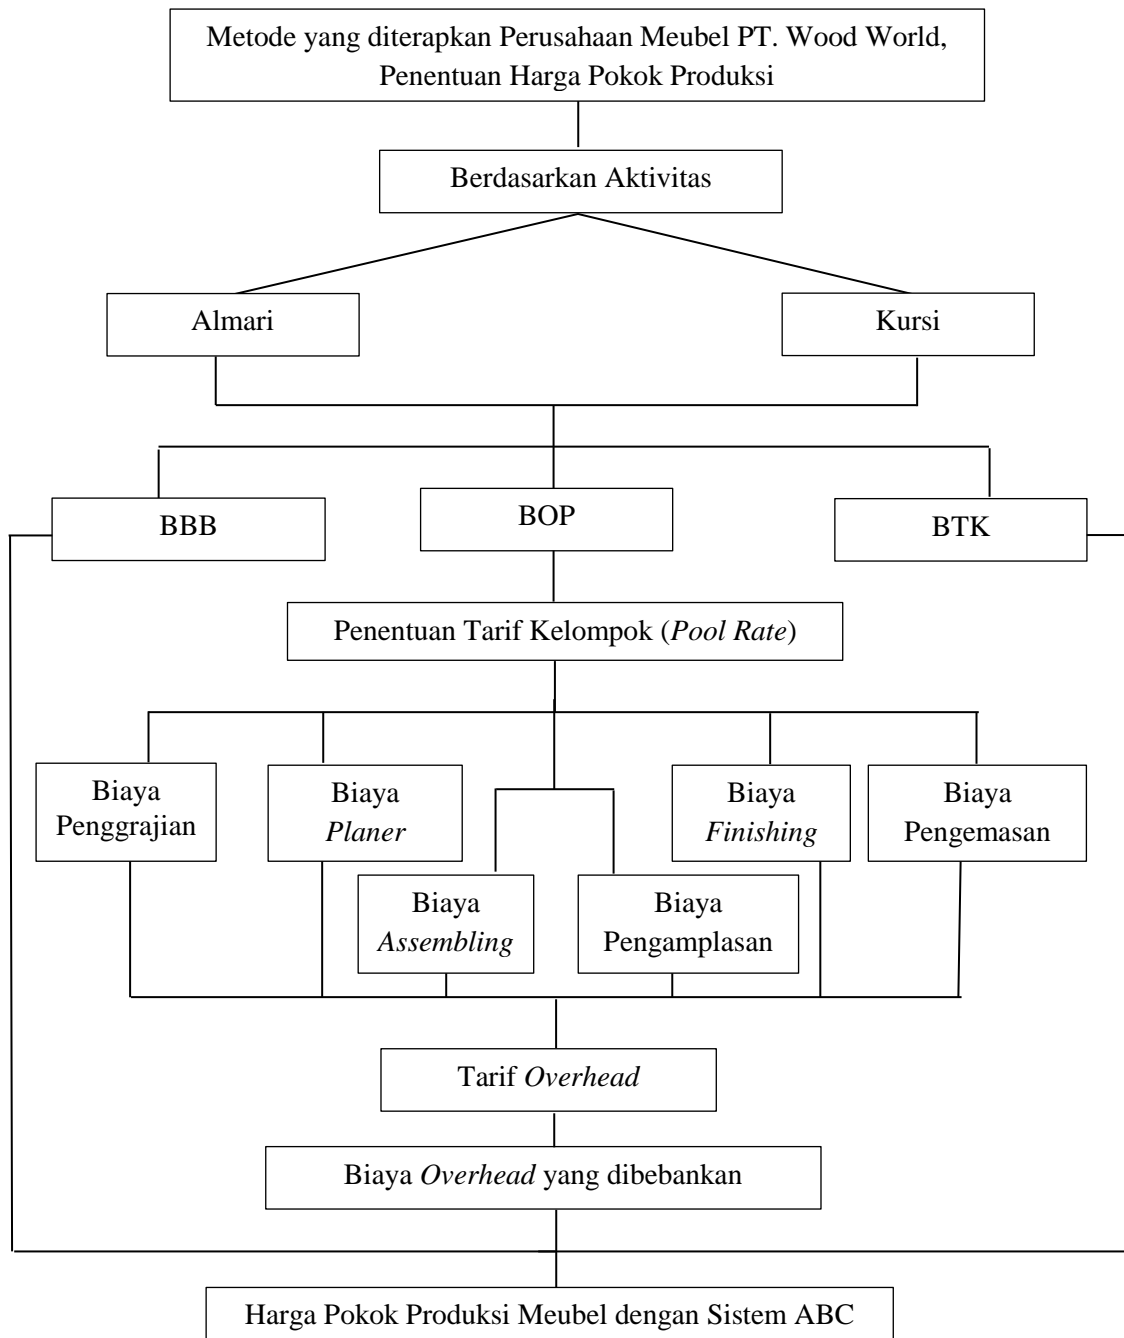 Metode yang diterapkan Perusahaan Meubel PT. Wood World,
Penentuan Harga Pokok Produksi
Berdasarkan Aktivitas
Almari
Kursi
BBB
BOP
BTK
Penentuan Tarif Kelompok (Pool Rate)
Biaya
Penggrajian
Biaya
Planer
Biaya
Finishing
Biaya
Pengemasan
Biaya
Assembling
Biaya
Pengamplasan
Tarif Overhead
Biaya Overhead yang dibebankan
Harga Pokok Produksi Meubel dengan Sistem ABC